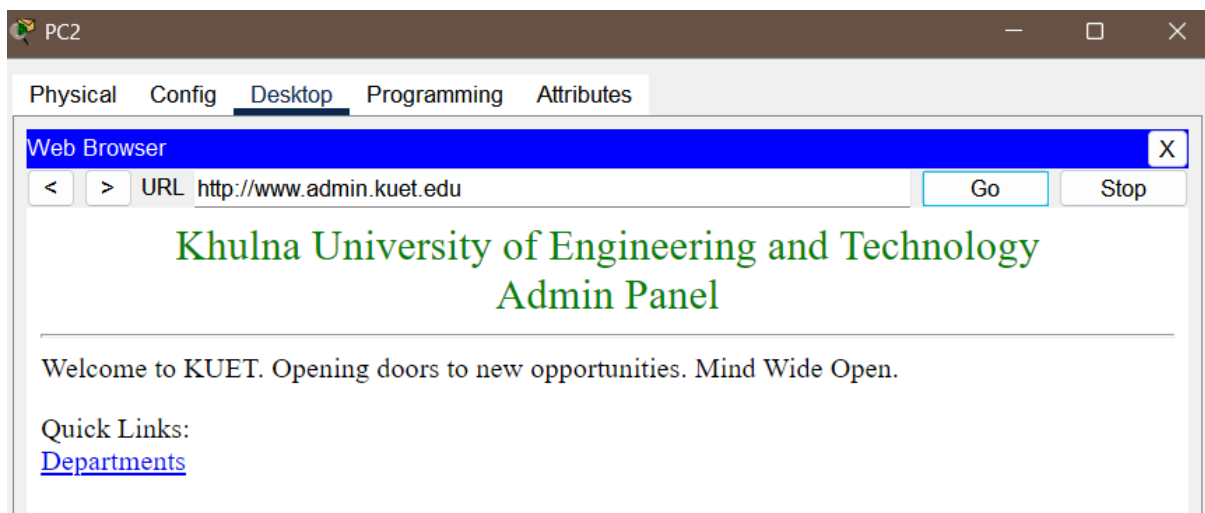 PC2
Physical Config Desktop Programming Attributes
Web Browser X
< > URL http://www.admin.kuet.edu Go Stop
Khulna University of Engineering and Technology
Admin Panel
Welcome to KUET. Opening doors to new opportunities. Mind Wide Open.
Quick Links:
Departments